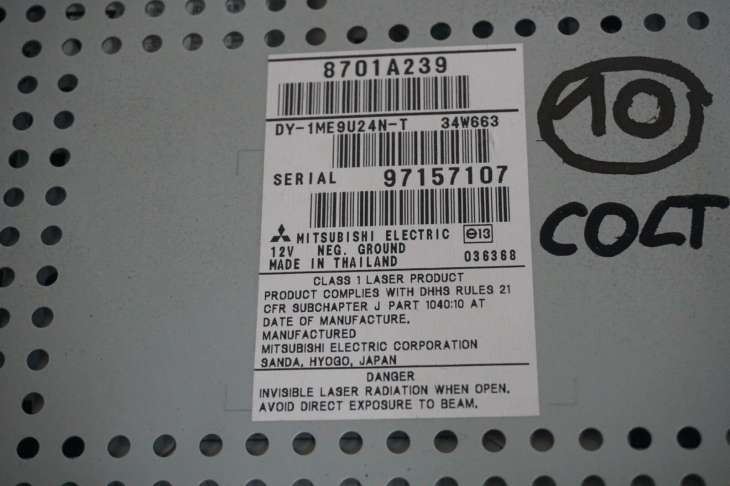 8701A239
DY-1ME9U24N-T 34W663
SERIAL 97157107
MITSUBISHI ELECTRIC e13
12V NEG. GROUND
MADE IN THAILAND 036368
CLASS 1 LASER PRODUCT
PRODUCT COMPLIES WITH DHHS RULES 21
CFR SUBCHAPTER J PART 1040:10 AT
DATE OF MANUFACTURE.
MANUFACTURED
MITSUBISHI ELECTRIC CORPORATION
SANDA, HYOGO, JAPAN
DANGER
INVISIBLE LASER RADIATION WHEN OPEN.
AVOID DIRECT EXPOSURE TO BEAM.
10
COLT